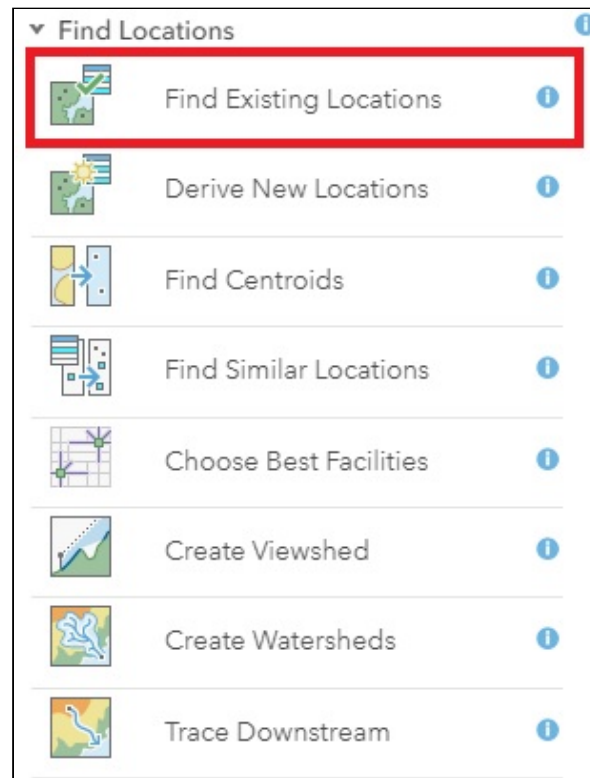 Find Locations
Find Existing Locations
Derive New Locations
Find Centroids
Find Similar Locations
Choose Best Facilities
Create Viewshed
Create Watersheds
Trace Downstream